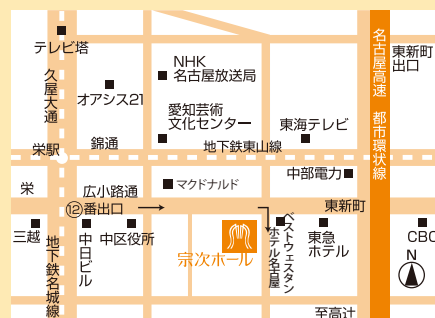 テレビ塔
久屋大通
オアシス21
NHK
名古屋放送局
愛知芸術
文化センター
東海テレビ
名古屋高速 都市環状線
東新町
出口
栄駅
錦通
地下鉄東山線
中部電力
栄
広小路通
マクドナルド
⑫番出口
東新町
三越
地下鉄名城線
中日ビル
中区役所
宗次ホール
ベストウェスタン
ホテル名古屋
東急
ホテル
CBC
N
至高辻